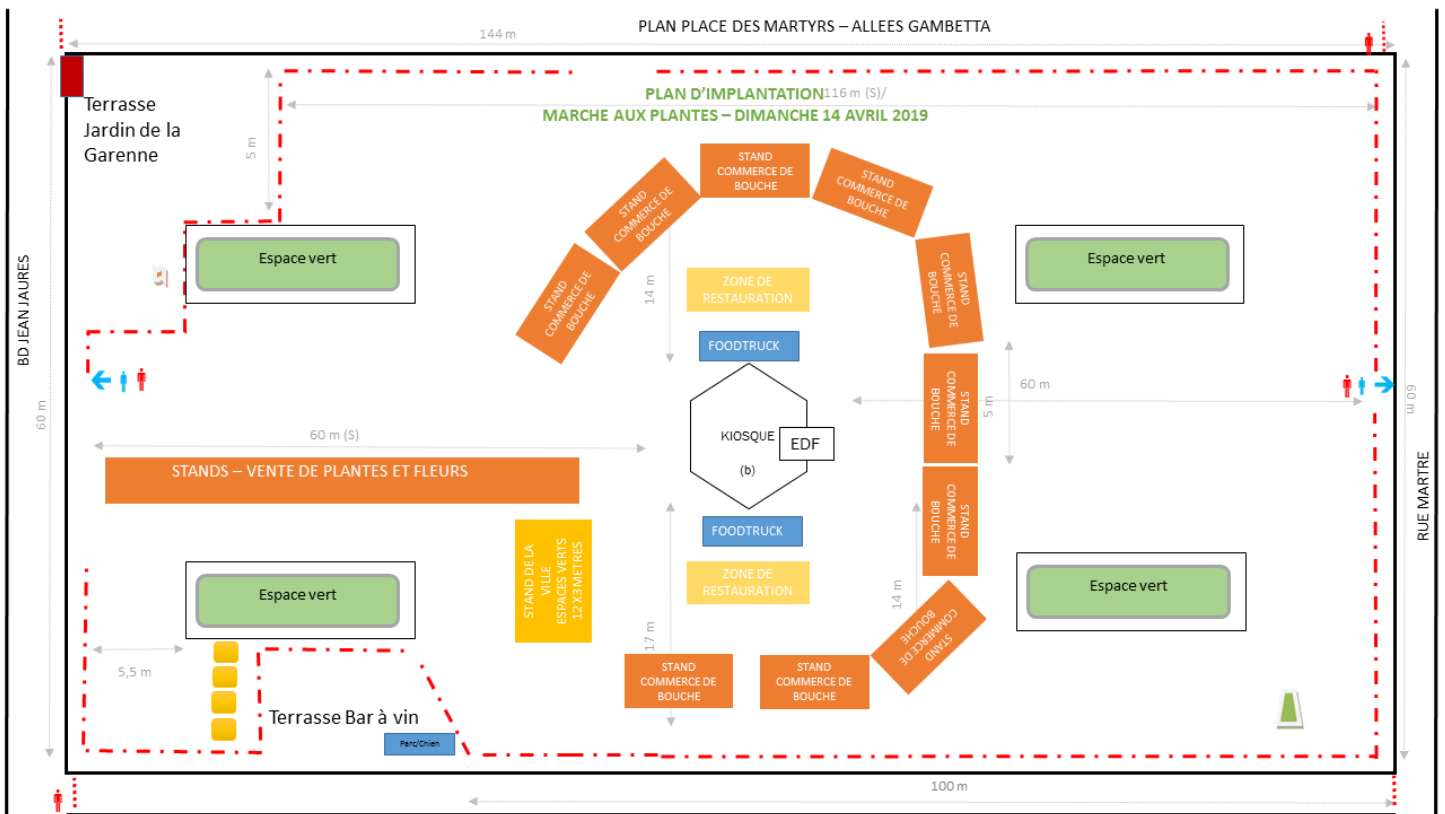 PLAN PLACE DES MARTYRS – ALLEES GAMBETTA
144 m
PLAN D'IMPLANTATION
116 m (S)/
MARCHE AUX PLANTES – DIMANCHE 14 AVRIL 2019
Terrasse
Jardin de la
Garenne
5 m
STAND
COMMERCE DE
BOUCHE
STAND
COMMERCE DE
BOUCHE
STAND
COMMERCE DE
BOUCHE
STAND
COMMERCE DE
BOUCHE
STAND
COMMERCE DE
BOUCHE
Espace vert
Espace vert
BD JEAN JAURES
60 m
14 m
ZONE DE
RESTAURATION
FOODTRUCK
STAND
COMMERCE DE
BOUCHE
5 m
60 m
60 m
RUE MARTRE
KIOSQUE
(b)
EDF
60 m (S)
STANDS – VENTE DE PLANTES ET FLEURS
STAND
COMMERCE DE
BOUCHE
STAND DE LA
VILLE
ESPACES VERTS
12 X3 METRES
FOODTRUCK
ZONE DE
RESTAURATION
14 m
17 m
Espace vert
Espace vert
STAND
COMMERCE DE
BOUCHE
STAND
COMMERCE DE
BOUCHE
STAND
COMMERCE DE
BOUCHE
5,5 m
Terrasse Bar à vin
Parc/Chien
100 m